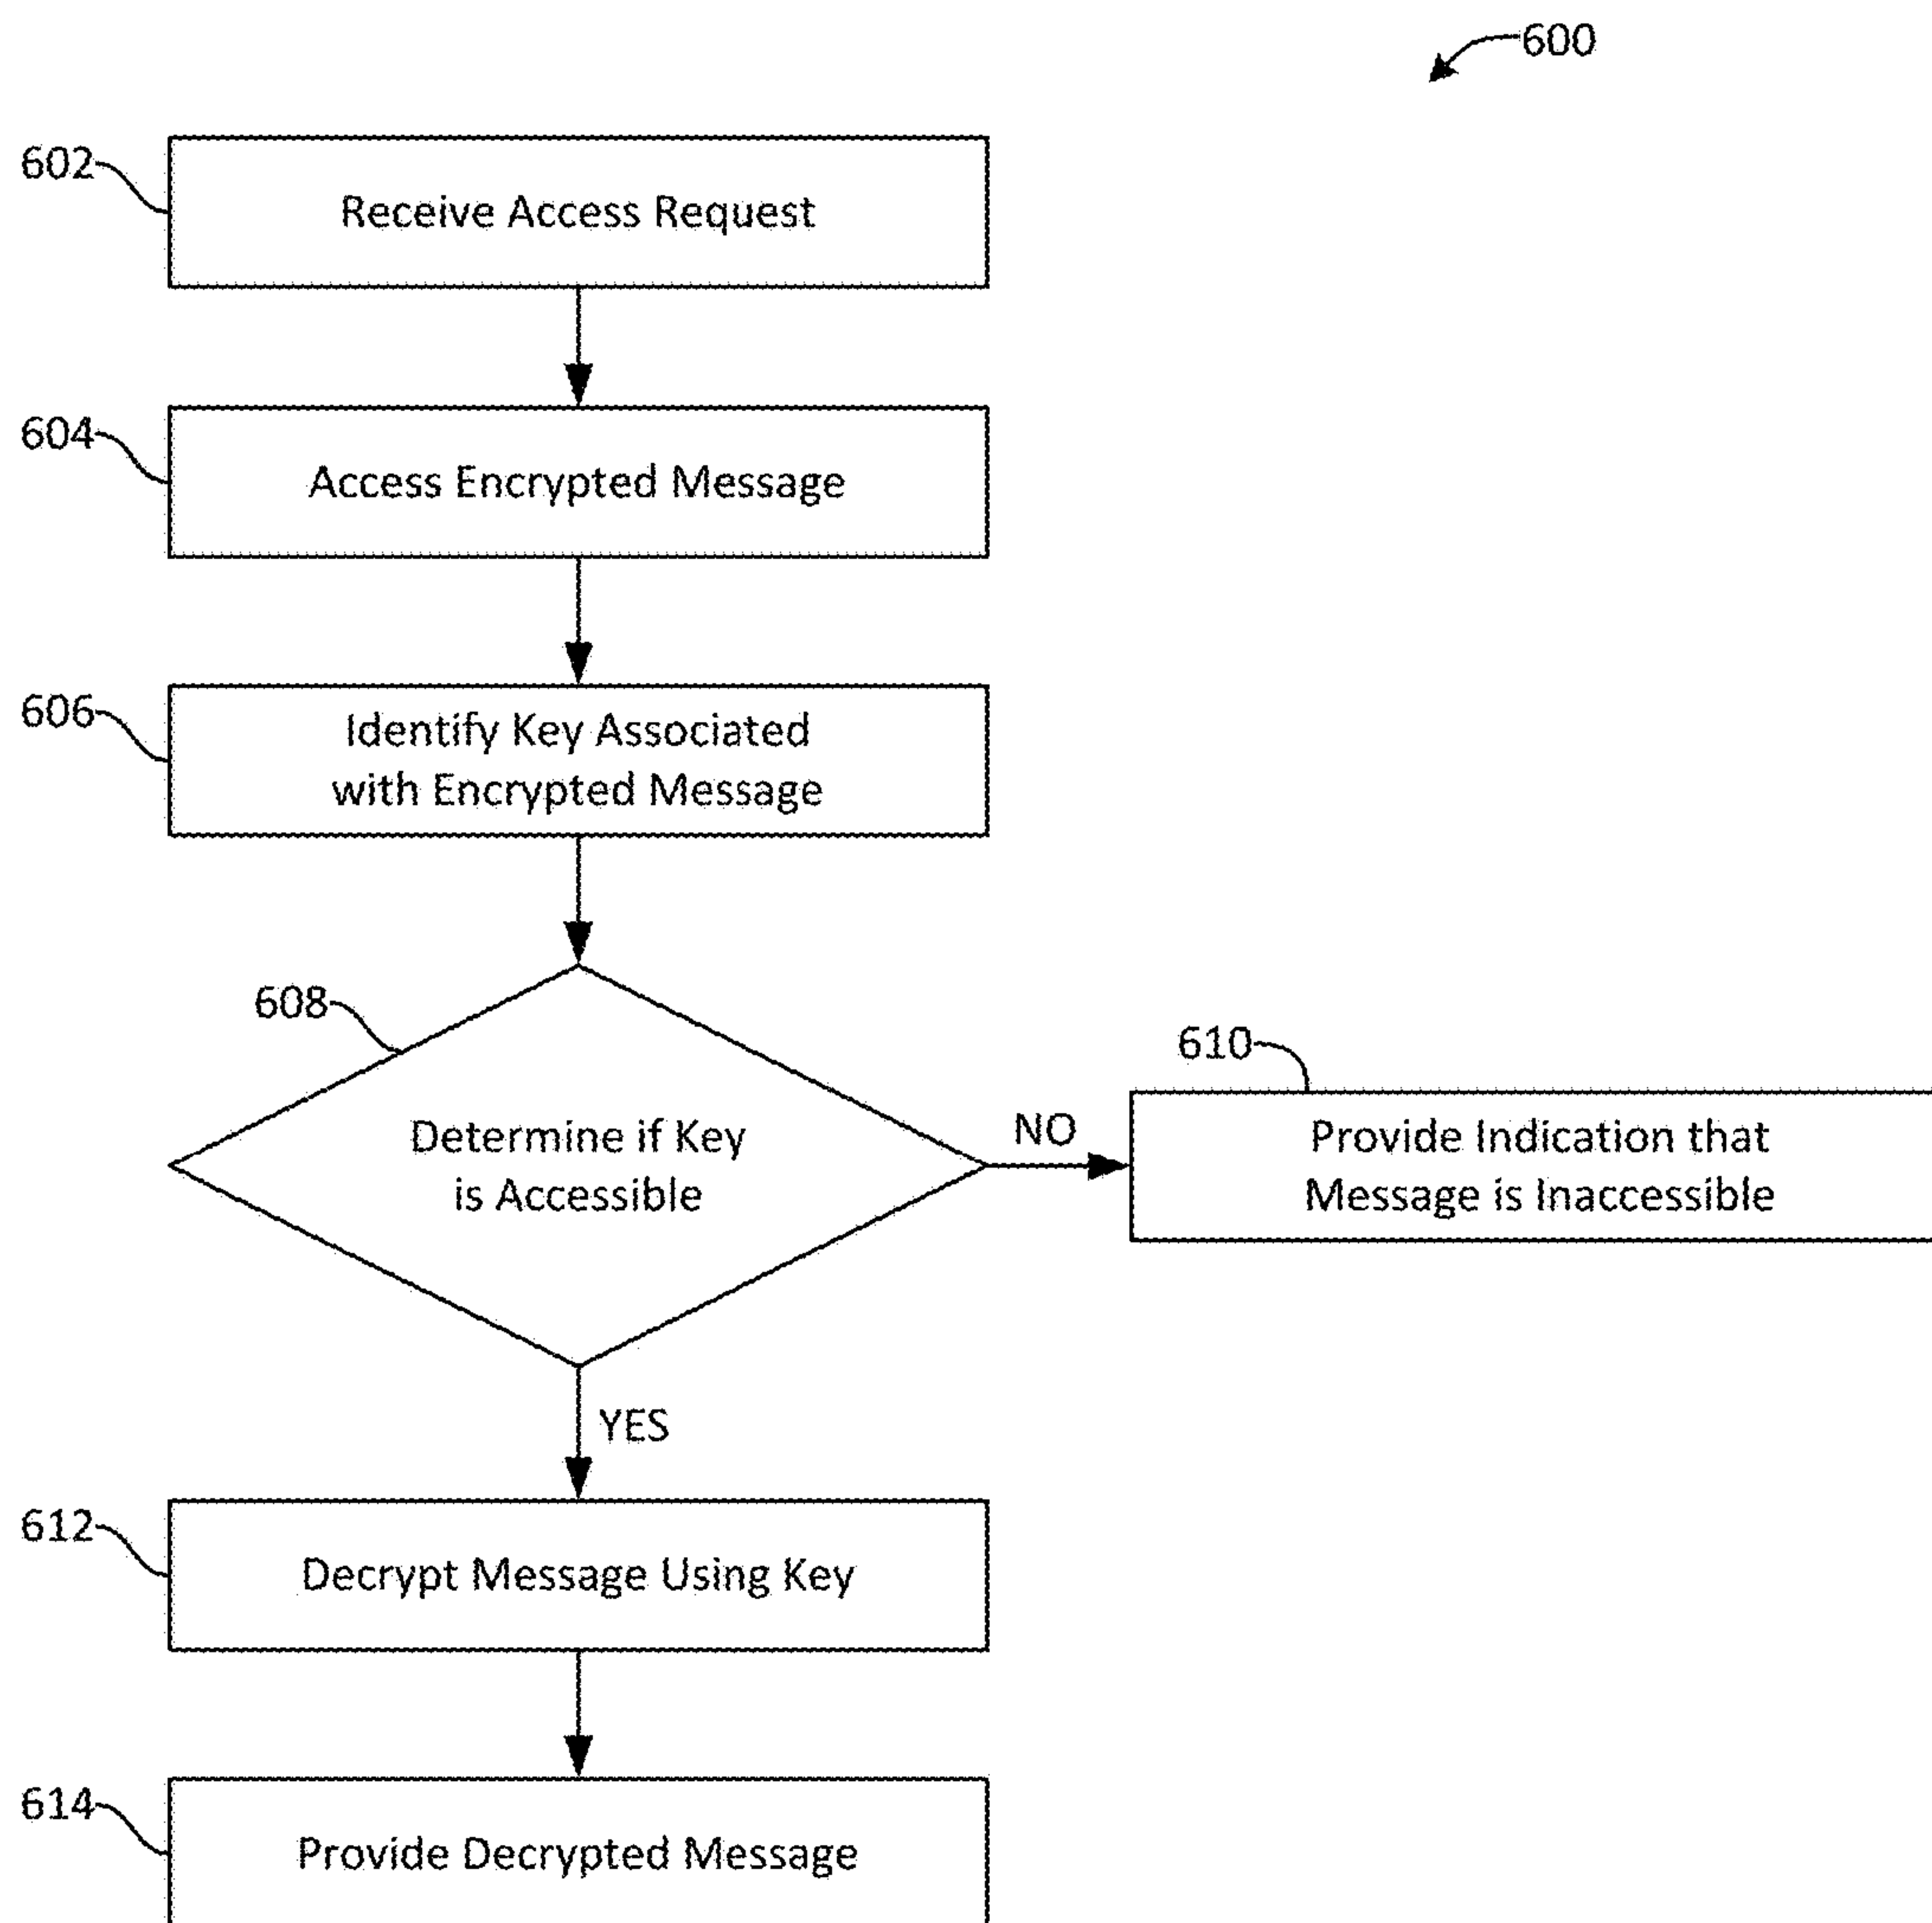 600
602
Receive Access Request
604
Access Encrypted Message
606
Identify Key Associated
with Encrypted Message
608
Determine if Key
is Accessible
NO
610
Provide Indication that
Message is Inaccessible
YES
612
Decrypt Message Using Key
614
Provide Decrypted Message